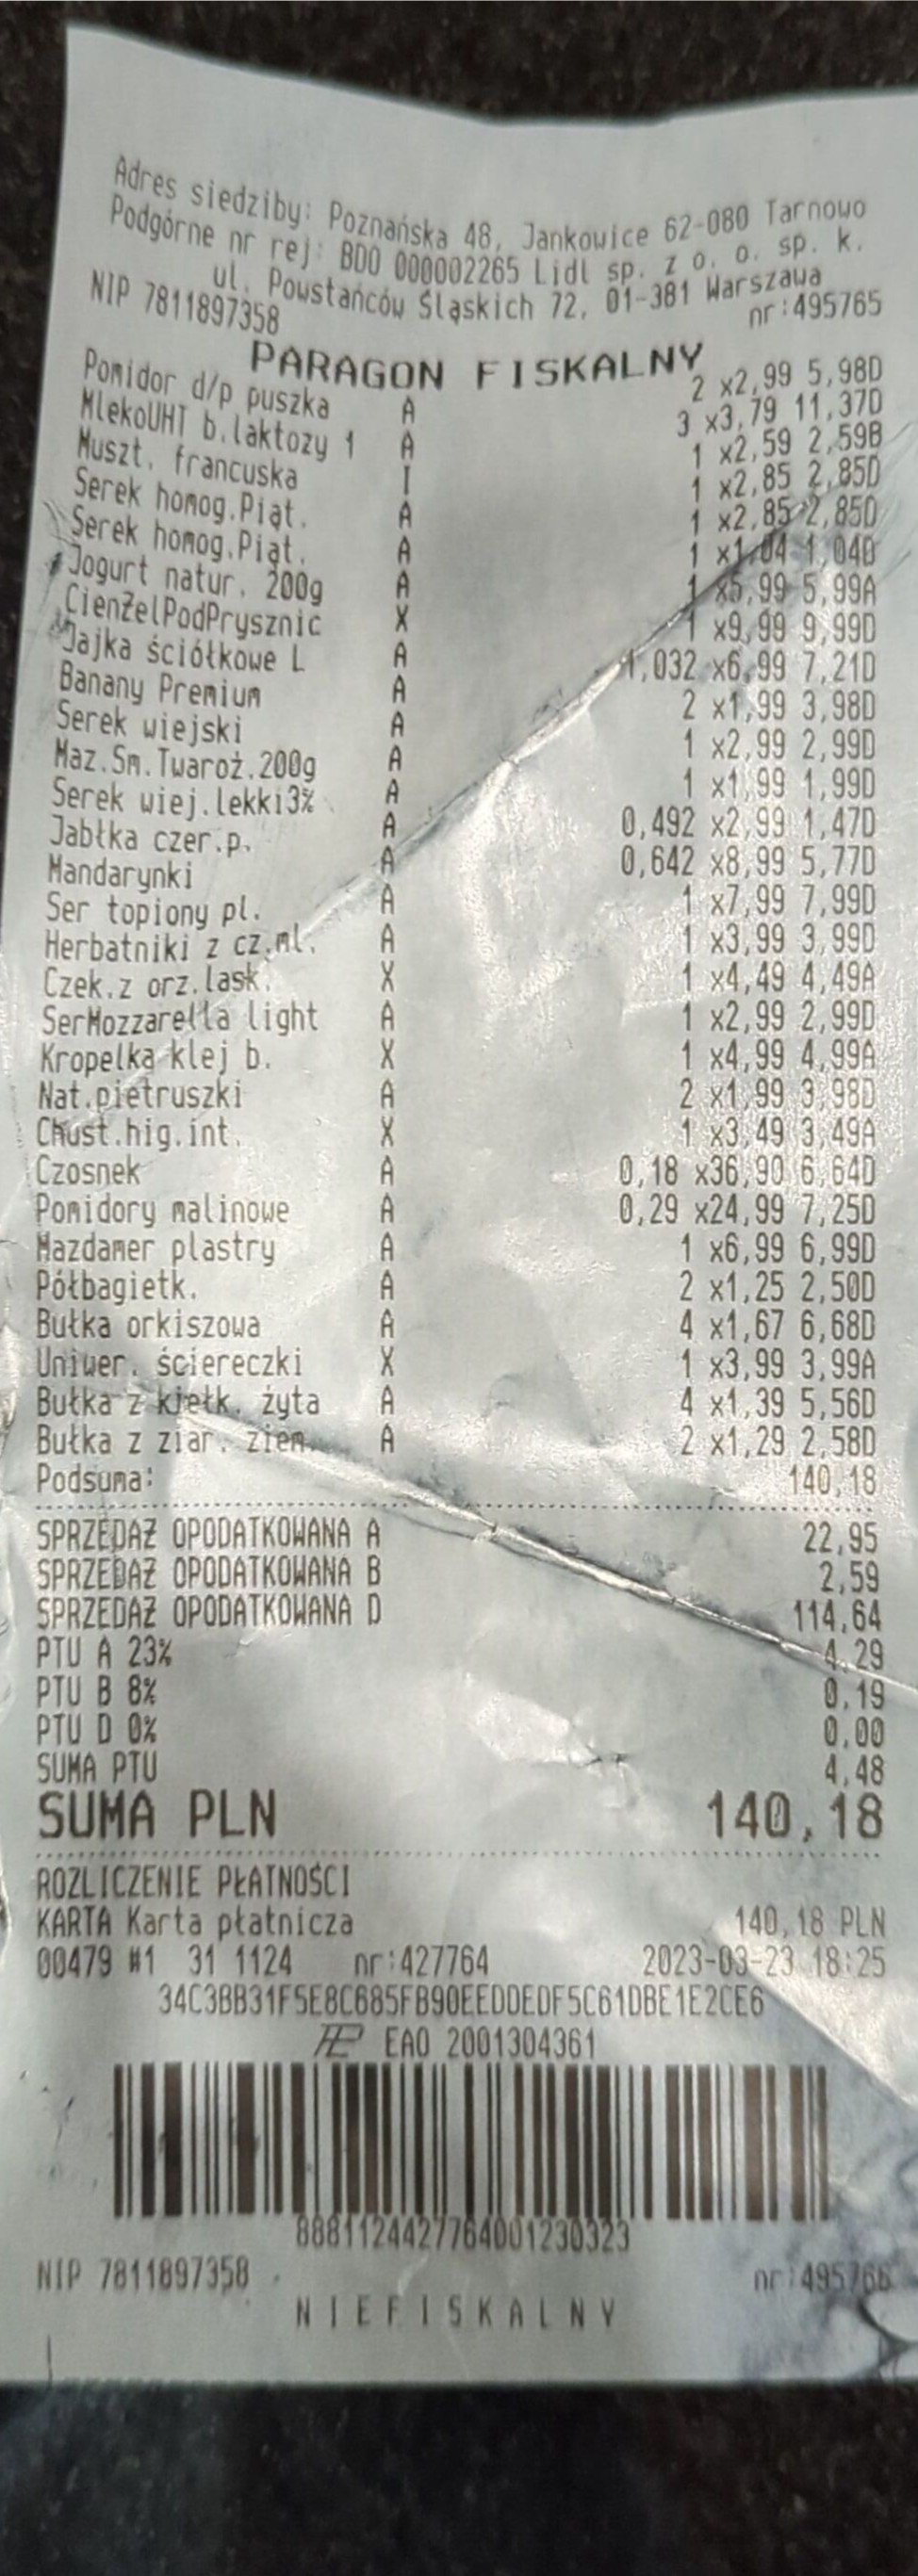 Adres siedziby: Poznańska 48, Jankowice 62-080 Tarnowo
Podgórne nr rej: BDO 000002265 Lidl sp. z o. o. sp. k.
ul. Powstańców Śląskich 72, 01-381 Warszawa
NIP 7811897358 nr:495765
PARAGON FISKALNY
Pomidor d/p puszka A 2 x2,99 5,98D
MlekoUHT b.laktozy 1 A 3 x3,79 11,37D
Muszt. francuska I 1 x2,59 2,59B
Serek homog.Piąt. A 1 x2,85 2,85D
Serek homog.Piąt. A 1 x2,85 2,85D
Jogurt natur. 200g A 1 x1,04 1,04D
CienŻelPodPrysznic X 1 x5,99 5,99A
Jajka ściółkowe L A 1 x9,99 9,99D
Banany Premium A 1,032 x6,99 7,21D
Serek wiejski A 2 x1,99 3,98D
Maz.Sm.Twaroż.200g A 1 x2,99 2,99D
Serek wiej.lekki3% A 1 x1,99 1,99D
Jabłka czer.p. A 0,492 x2,99 1,47D
Mandarynki A 0,642 x8,99 5,77D
Ser topiony pl. A 1 x7,99 7,99D
Herbatniki z cz.ml. A 1 x3,99 3,99D
Czek.z orz.lask. X 1 x4,49 4,49A
SerMozzarella light A 1 x2,99 2,99D
Kropelka klej b. X 1 x4,99 4,99A
Nat.pietruszki A 2 x1,99 3,98D
Chust.hig.int. X 1 x3,49 3,49A
Czosnek A 0,18 x36,90 6,64D
Pomidory malinowe A 0,29 x24,99 7,25D
Mazdamer plastry A 1 x6,99 6,99D
Półbagietk. A 2 x1,25 2,50D
Bułka orkiszowa A 4 x1,67 6,68D
Uniwer. ściereczki X 1 x3,99 3,99A
Bułka z kiełk. żyta A 4 x1,39 5,56D
Bułka z ziar. ziem. A 2 x1,29 2,58D
Podsuma: 140,18
SPRZEDAŻ OPODATKOWANA A 22,95
SPRZEDAŻ OPODATKOWANA B 2,59
SPRZEDAŻ OPODATKOWANA D 114,64
PTU A 23% 4,29
PTU B 8% 0,19
PTU D 0% 0,00
SUMA PTU 4,48
SUMA PLN 140,18
ROZLICZENIE PŁATNOŚCI
KARTA Karta płatnicza 140,18 PLN
00479 #1 31 1124 nr:427764 2023-03-23 18:25
34C3BB31F5E8C685FB90EEDDEDF5C61DBE1E2CE6
EAO 2001304361
88811244277640012​30323
NIP 7811897358 nr:495766
NIEFISKALNY